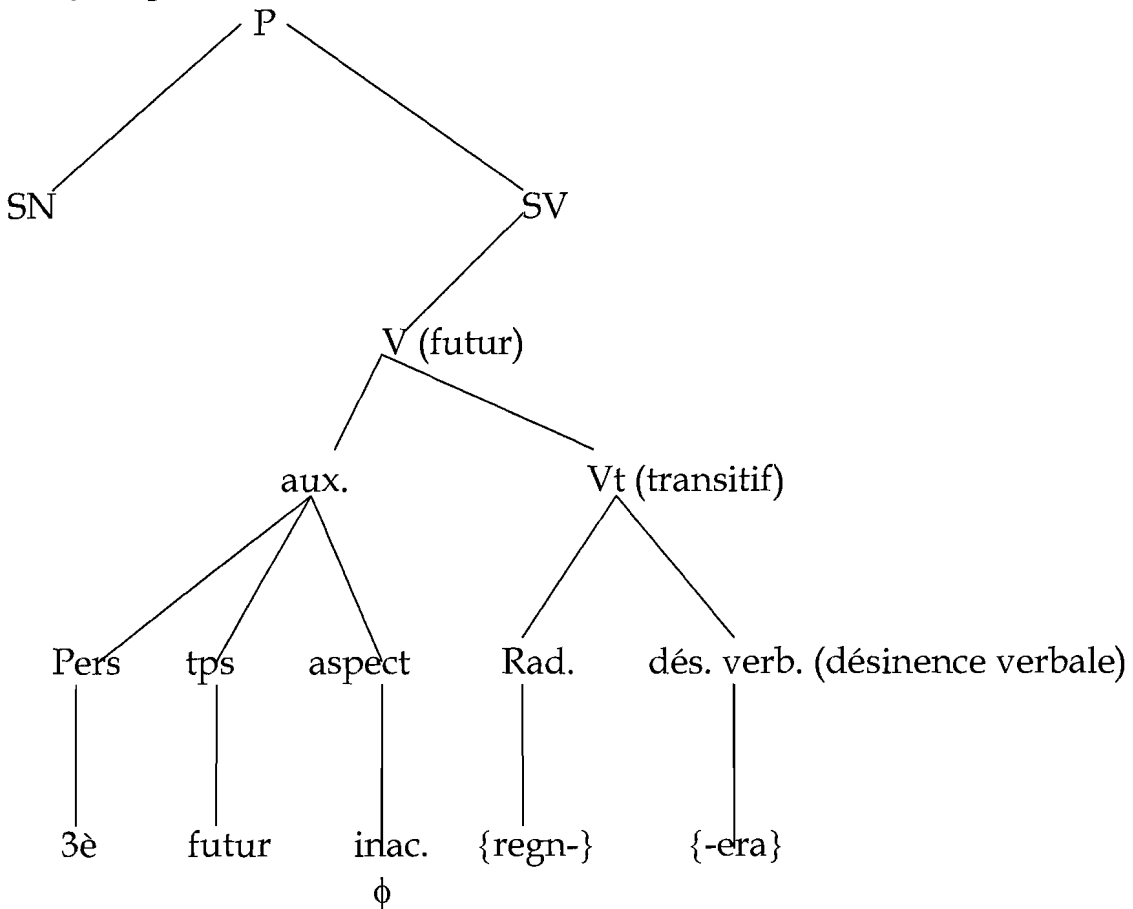 P
SN SV
V (futur)
aux. Vt (transitif)
Pers tps aspect Rad. dés. verb. (désinence verbale)
3è futur inac. {regn-} {-era}
ϕ